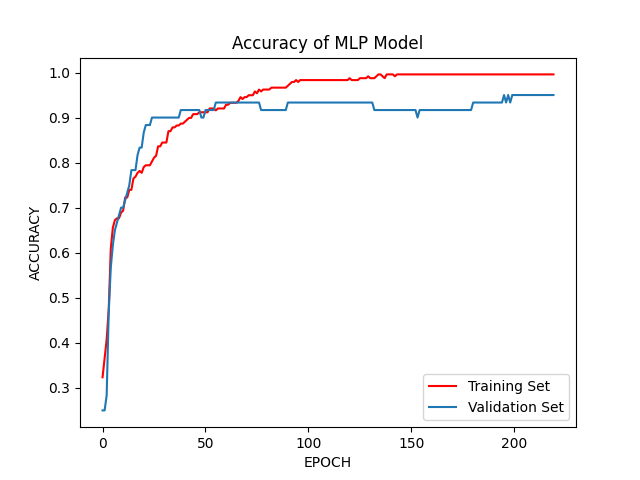 Accuracy of MLP Model
1.0
0.9
0.8
0.7
0.6
0.5
0.4
0.3
ACCURACY
0 50 100 150 200
EPOCH
Training Set
Validation Set